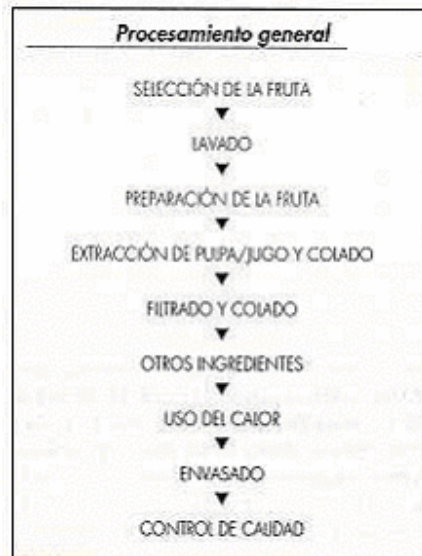 Procesamiento general
SELECCIÓN DE LA FRUTA
LAVADO
PREPARACIÓN DE LA FRUTA
EXTRACCIÓN DE PULPA/JUGO Y COLADO
FILTRADO Y COLADO
OTROS INGREDIENTES
USO DEL CALOR
ENVASADO
CONTROL DE CALIDAD